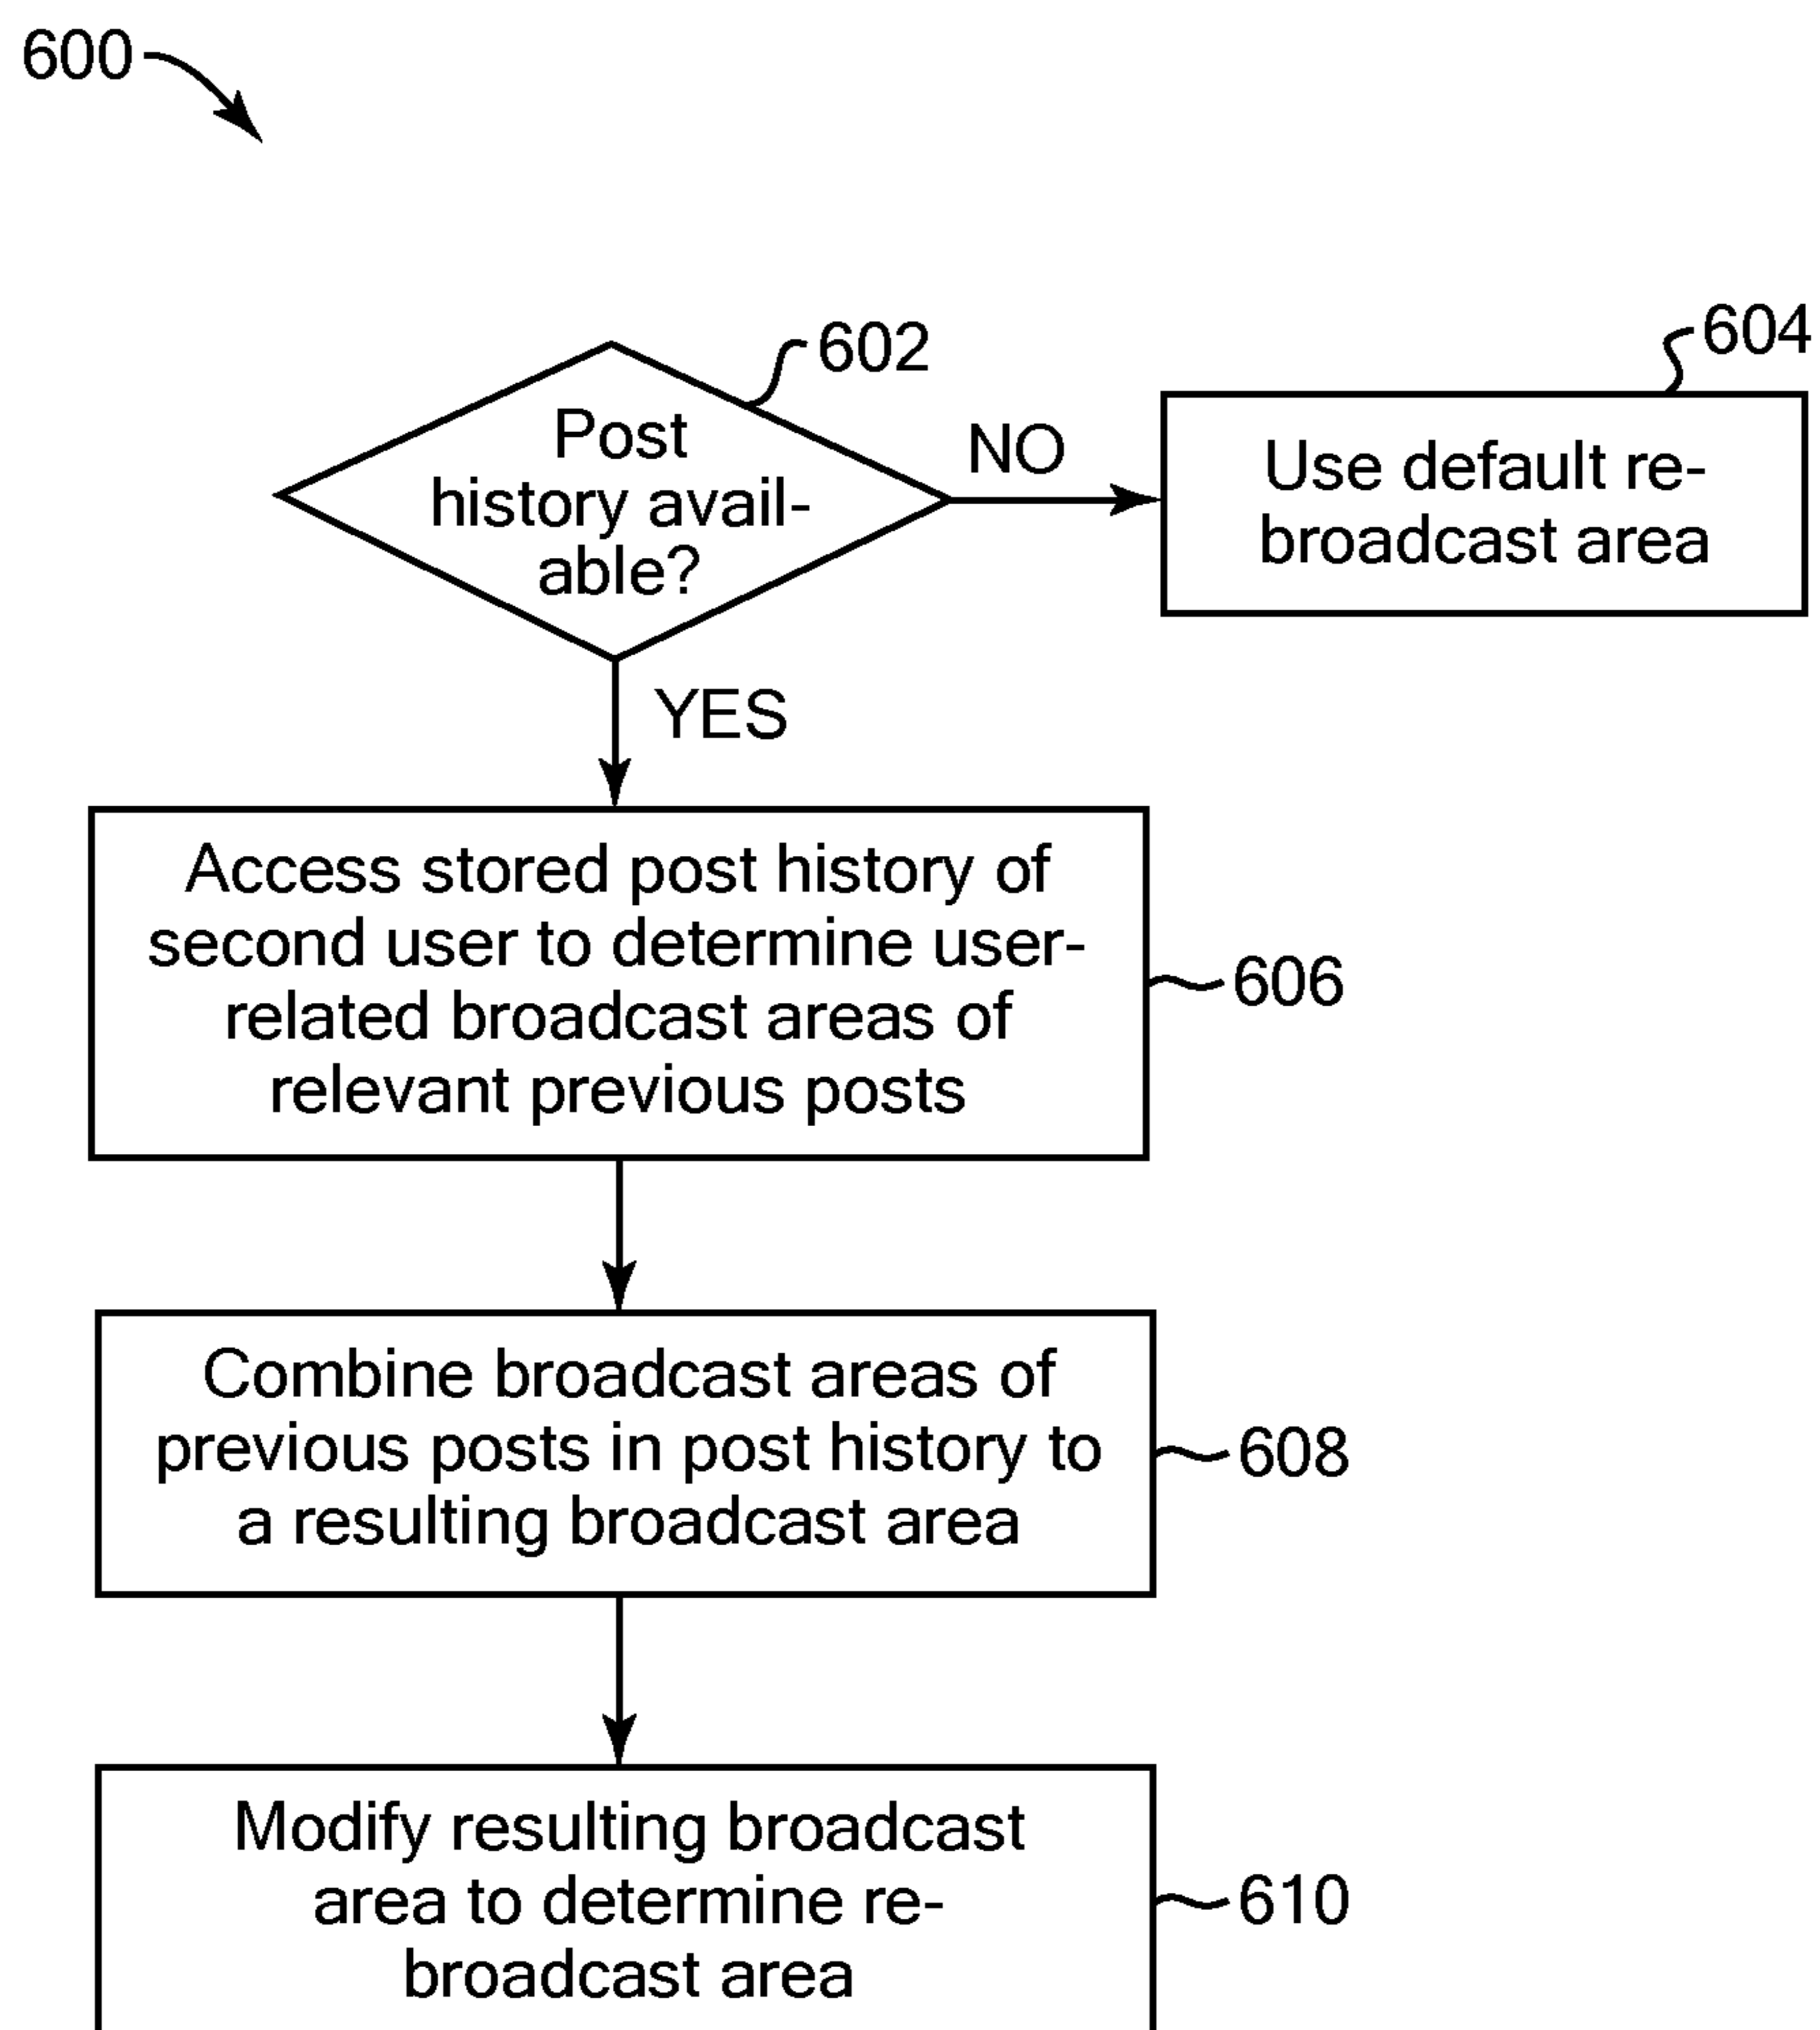 600
602
604
Post
history avail-
able?
NO
Use default re-
broadcast area
YES
Access stored post history of
second user to determine user-
related broadcast areas of
relevant previous posts
606
Combine broadcast areas of
previous posts in post history to
a resulting broadcast area
608
Modify resulting broadcast
area to determine re-
broadcast area
610